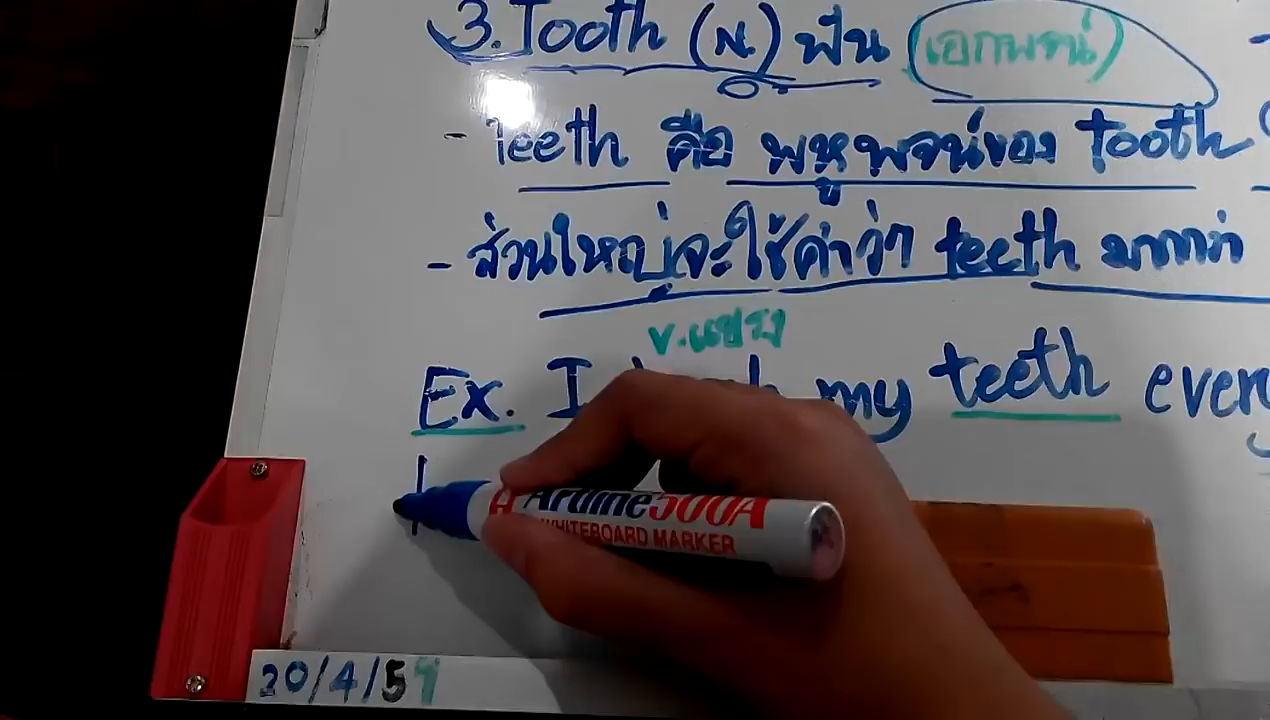 3. Tooth (N.) ฟัน (เอกพจน์)
- Teeth คือ พหูพจน์ของ tooth
- ส่วนใหญ่จะใช้คำว่า teeth มากกว่า
v. แปรง
Ex. I my teeth every
Artline 500A
WHITEBOARD MARKER
20/4/59